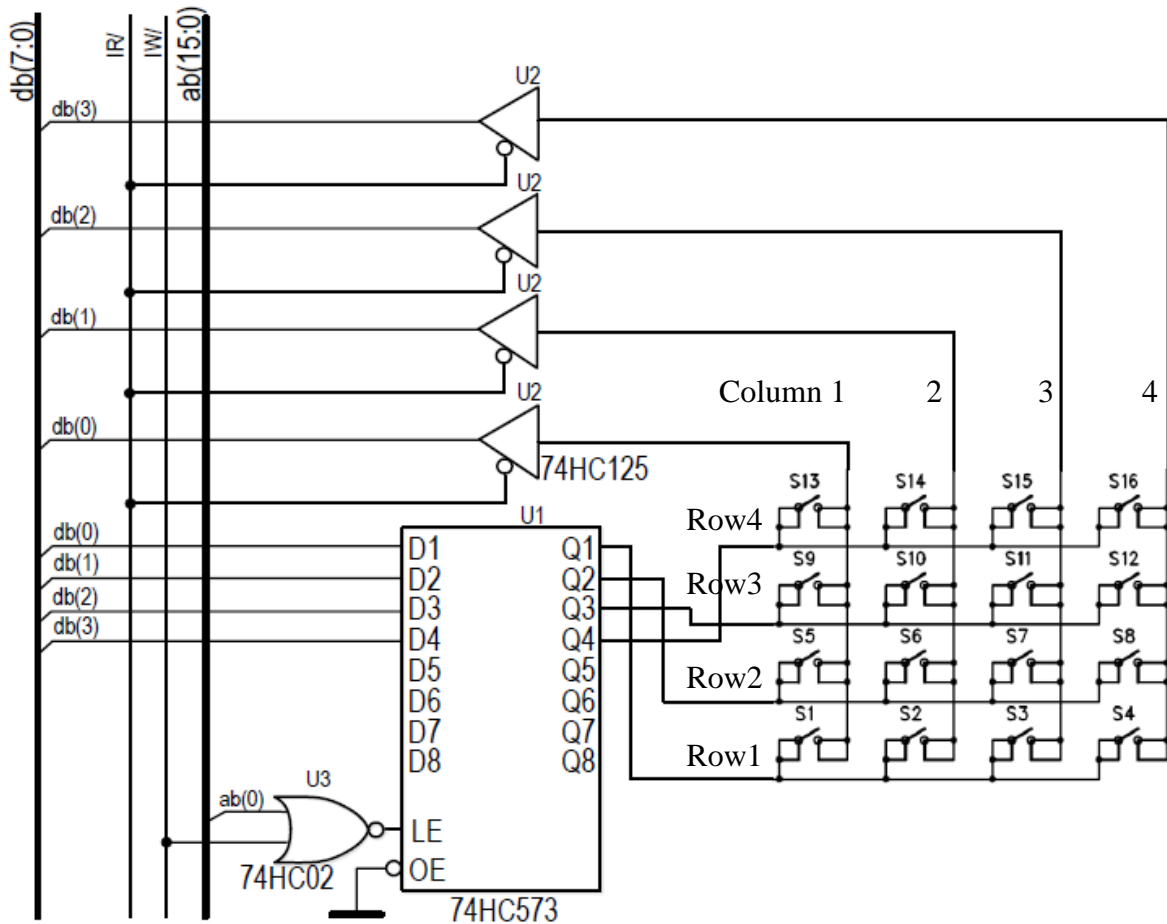 db(7:0)
IR/
IW/
ab(15:0)
U2
db(3)
U2
db(2)
U2
db(1)
Column 1 2 3 4
U2
db(0)
74HC125
S13 S14 S15 S16
U1
Row4
db(0) D1 Q1
S9 S10 S11 S12
db(1) D2 Q2
Row3
db(2) D3 Q3
db(3) D4 Q4
S5 S6 S7 S8
D5 Q5
D6 Q6
Row2
D7 Q7
S1 S2 S3 S4
D8 Q8
Row1
U3
ab(0)
LE
OE
74HC02
74HC573